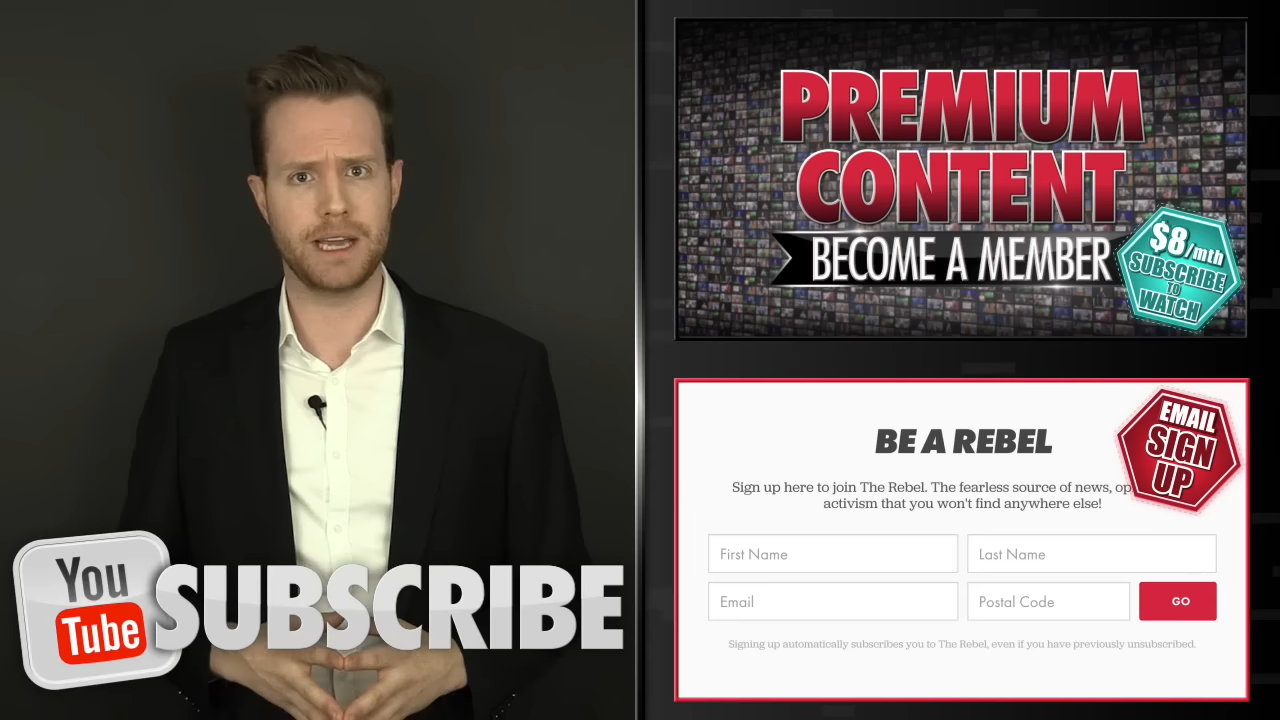 PREMIUM
CONTENT
BECOME A MEMBER
$8/mth
SUBSCRIBE
TO
WATCH
EMAIL
SIGN
UP
BE A REBEL
Sign up here to join The Rebel. The fearless source of news, op
activism that you won't find anywhere else!
First Name
Last Name
Email
Postal Code
GO
Signing up automatically subscribes you to The Rebel, even if you have previously unsubscribed.
You
Tube
SUBSCRIBE